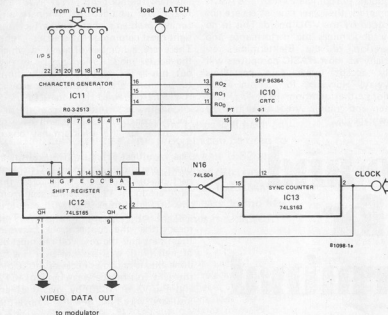 from LATCH
load LATCH
I/P 5
0
22 21 20 19 18 17
CHARACTER GENERATOR
IC11
RO-3-2513
16
15
14
13
12
11
RO2
RO1
RO0
SFF 96364
IC10
CRTC
PT
ϕ1
8 7 6 5 4 11
15
9
6 5 4 3 14 13 12 11
H G F E D C B A
SHIFT REGISTER
IC12
74LS165
S/L
1
CK
2
QH
QH
7
9
N16
74LS04
15
9
12
SYNC COUNTER
IC13
74LS163
2
CLOCK
81098-1a
VIDEO DATA OUT
to modulator